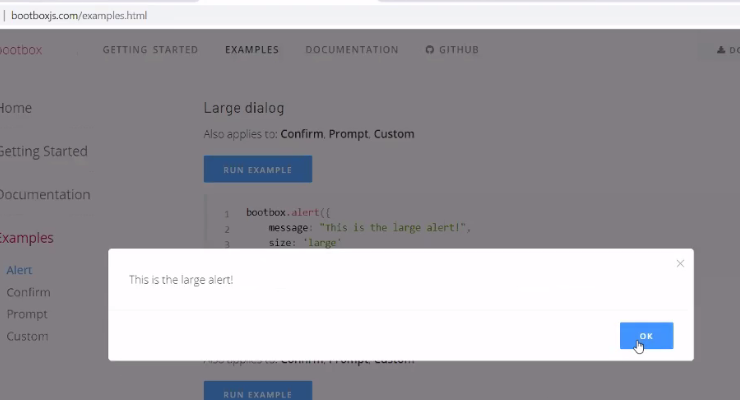 bootboxjs.com/examples.html
bootbox GETTING STARTED EXAMPLES DOCUMENTATION GITHUB
Home
Getting Started
Documentation
Examples
Alert
Confirm
Prompt
Custom
Large dialog
Also applies to: Confirm, Prompt, Custom
RUN EXAMPLE
1 bootbox.alert({
2 message: "This is the large alert!",
3 size: 'large'
This is the large alert!
OK
Also applies to: Confirm, Prompt, Custom
RUN EXAMPLE